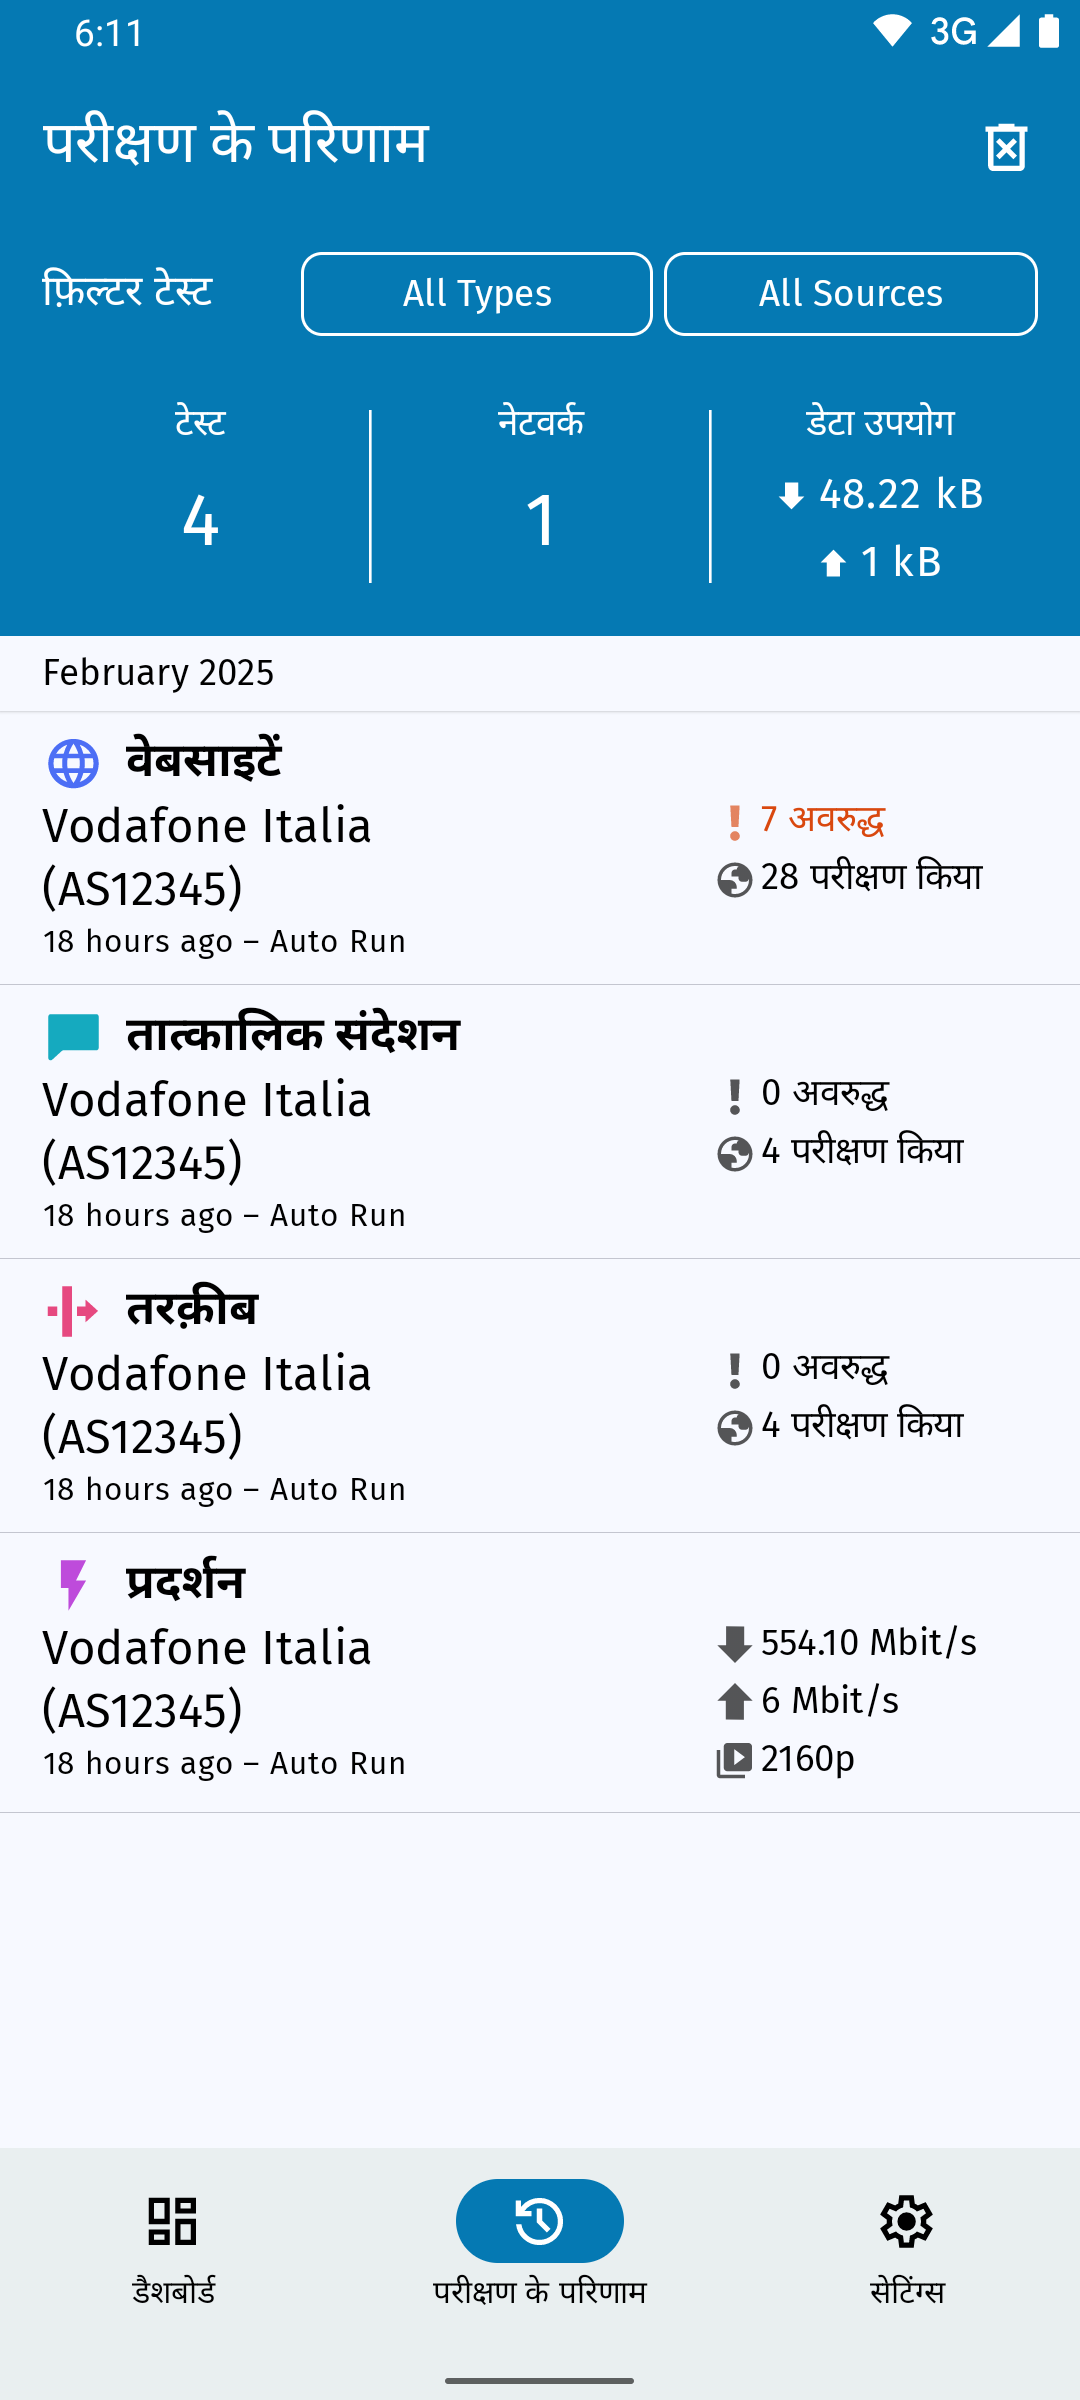 6:11
3G
परीक्षण के परिणाम
फ़िल्टर टेस्ट
All Types
All Sources
टेस्ट
4
नेटवर्क
1
डेटा उपयोग
48.22 kB
1 kB
February 2025
वेबसाइटें
Vodafone Italia
(AS12345)
18 hours ago – Auto Run
7 अवरुद्ध
28 परीक्षण किया
तात्कालिक संदेशन
Vodafone Italia
(AS12345)
18 hours ago – Auto Run
0 अवरुद्ध
4 परीक्षण किया
तरक़ीब
Vodafone Italia
(AS12345)
18 hours ago – Auto Run
0 अवरुद्ध
4 परीक्षण किया
प्रदर्शन
Vodafone Italia
(AS12345)
18 hours ago – Auto Run
554.10 Mbit/s
6 Mbit/s
2160p
डैशबोर्ड
परीक्षण के परिणाम
सेटिंग्स